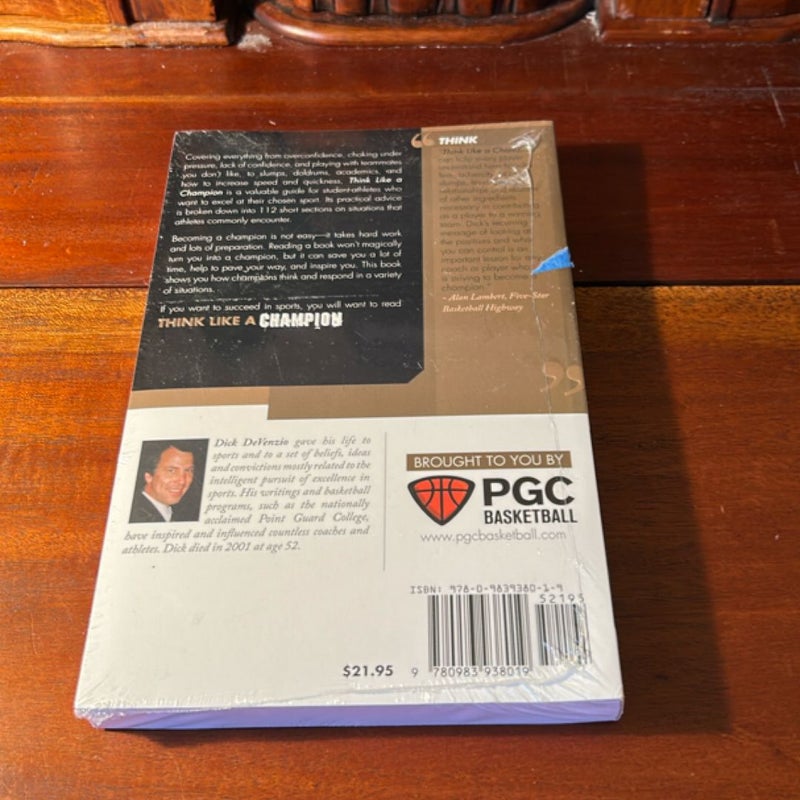 Covering everything from overconfidence, choking under
pressure, lack of confidence, and playing with teammates
you don't like, to slumps, doldrums, academics, and
how to increase speed and quickness, Think Like a
Champion is a valuable guide for student-athletes who
want to excel at their chosen sport. Its practical advice
is broken down into 112 short sections on situations that
athletes commonly encounter.
Becoming a champion is not easy—it takes hard work
and lots of preparation. Reading a book won't magically
turn you into a champion, but it can save you a lot of
time, help to pave your way, and inspire you. This book
shows you how champions think and respond in a variety
of situations.
If you want to succeed in sports, you will want to read
THINK LIKE A CHAMPION
“ THINK
Think Like a
of other ingredients
necessary in contributing
as a player to a winning
team. Dick's recurring
message of looking at
the positives and what
you can control is an
important lesson for any
coach or player who
is striving to become
champion."
- Alan Lambert, Five-Star
Basketball Highway
”
Dick DeVenzio gave his life to
sports and to a set of beliefs, ideas
and convictions mostly related to the
intelligent pursuit of excellence in
sports. His writings and basketball
programs, such as the nationally
acclaimed Point Guard College,
have inspired and influenced countless coaches and
athletes. Dick died in 2001 at age 52.
BROUGHT TO YOU BY
PGC
BASKETBALL
www.pgcbasketball.com
ISBN: 978-0-9839380-1-9
52195
$21.95
9 780983 938019